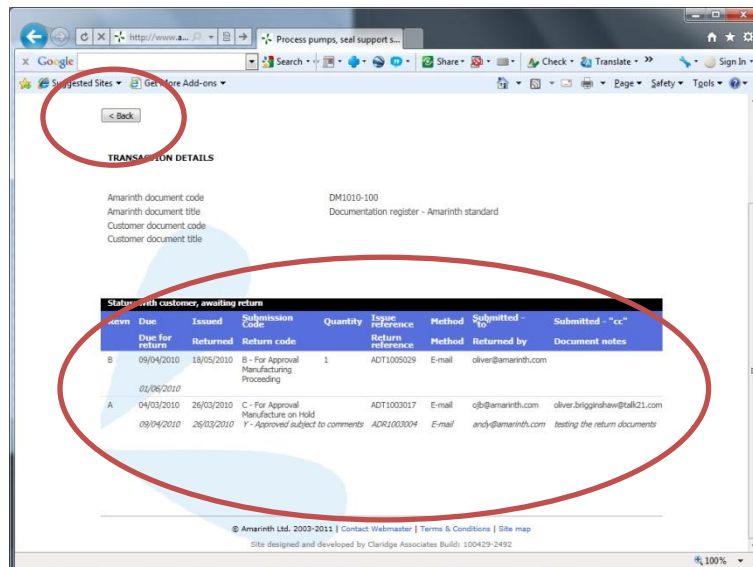 http://www.a...
Process pumps, seal support s...
x Google
Search
Share
Check
Translate
»
Sign In
Suggested Sites
Get More Add-ons
Page
Safety
Tools
< Back
TRANSACTION DETAILS
Amarinth document code DM1010-100
Amarinth document title Documentation register - Amarinth standard
Customer document code
Customer document title
Status: with customer, awaiting return
Revn Due Issued Submission Code Quantity Issue reference Method Submitted - "to" Submitted - "cc"
Due for return Returned Return code Return reference Method Returned by Document notes
B 09/04/2010 18/05/2010 B - For Approval 1 ADT1005029 E-mail oliver@amarinth.com
Manufacturing
Proceeding
01/06/2010
A 04/03/2010 26/03/2010 C - For Approval ADT1003017 E-mail ojb@amarinth.com oliver.brigginshaw@talk21.com
Manufacture on Hold
09/04/2010 26/03/2010 Y - Approved subject to comments ADR1003004 E-mail andy@amarinth.com testing the return documents
© Amarinth Ltd. 2003-2011 | Contact Webmaster | Terms & Conditions | Site map
Site designed and developed by Claridge Associates Build: 100429-2492
100%